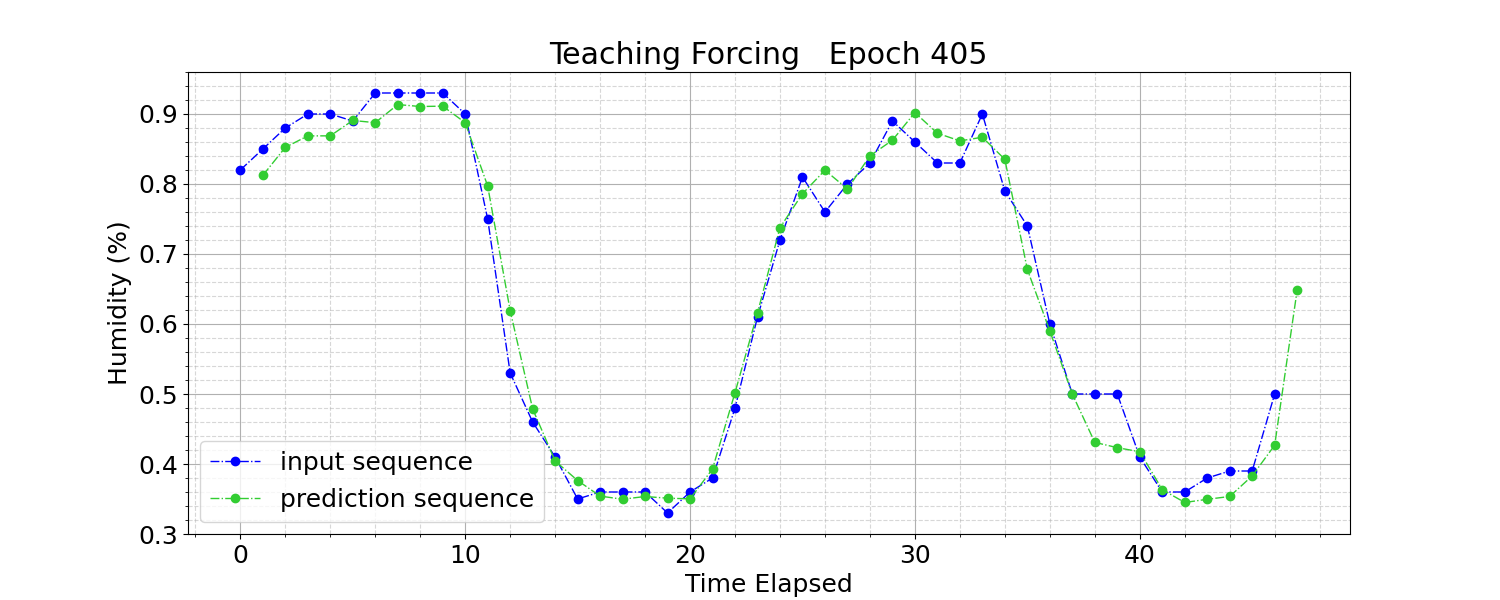 Teaching Forcing   Epoch 405
Humidity (%)
0.9
0.8
0.7
0.6
0.5
0.4
0.3
input sequence
prediction sequence
0 10 20 30 40
Time Elapsed